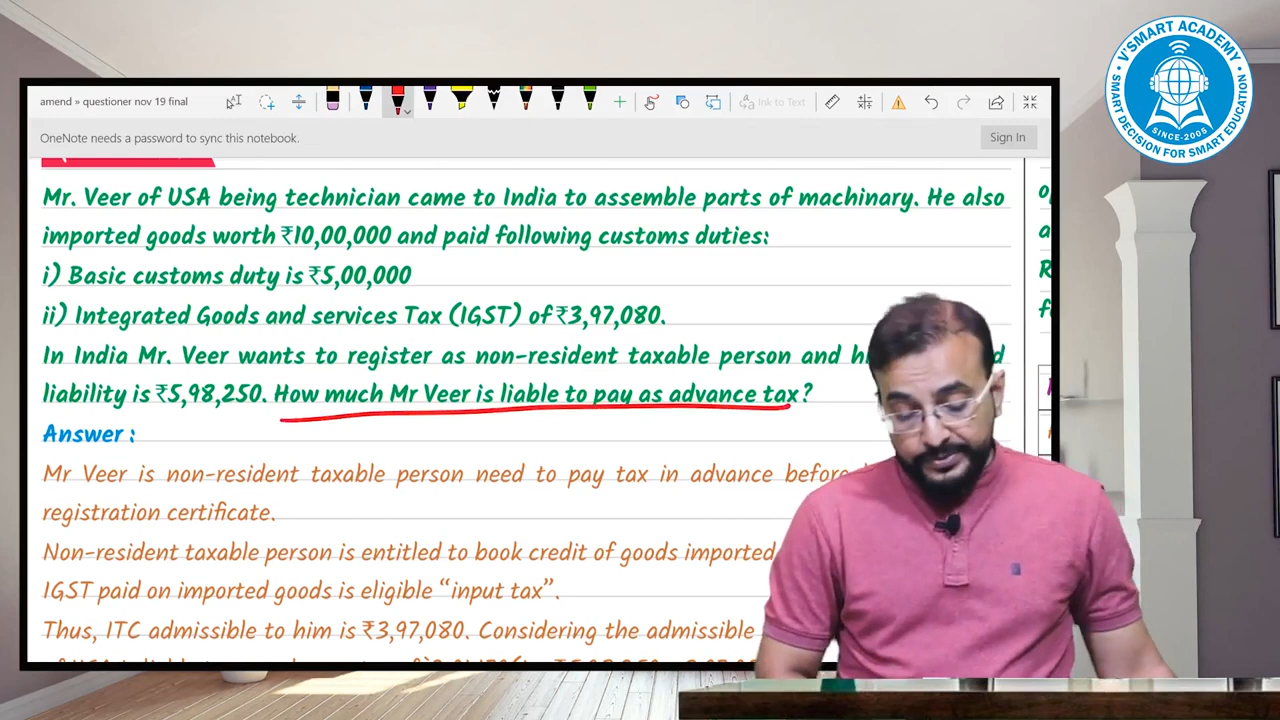 V'SMART ACADEMY
SMART DECISION FOR SMART EDUCATION
SINCE-2005
amend » questioner nov 19 final
Ink to Text
OneNote needs a password to sync this notebook.
Sign In
Mr. Veer of USA being technician came to India to assemble parts of machinary. He also
imported goods worth ₹10,00,000 and paid following customs duties:
i) Basic customs duty is ₹5,00,000
ii) Integrated Goods and services Tax (IGST) of ₹3,97,080.
In India Mr. Veer wants to register as non-resident taxable person and
liability is ₹5,98,250. How much Mr Veer is liable to pay as advance tax?
Answer :
Mr Veer is non-resident taxable person need to pay tax in advance before
registration certificate.
Non-resident taxable person is entitled to book credit of goods imported
IGST paid on imported goods is eligible “input tax”.
Thus, ITC admissible to him is ₹3,97,080. Considering the admissible